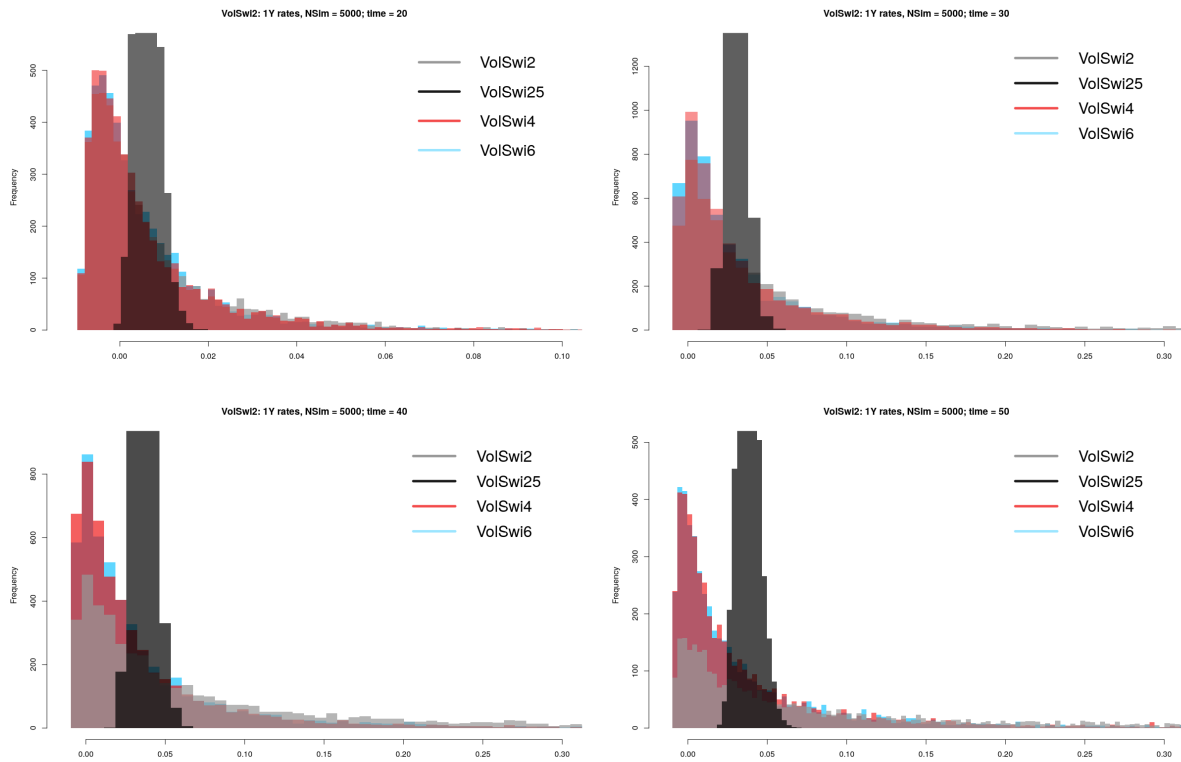 VolSwi2: 1Y rates, NSim = 5000; time = 20
VolSwi2
VolSwi25
VolSwi4
VolSwi6
Frequency
0
100
200
300
400
500
0.00
0.02
0.04
0.06
0.08
0.10
VolSwi2: 1Y rates, NSim = 5000; time = 30
VolSwi2
VolSwi25
VolSwi4
VolSwi6
Frequency
0
200
400
600
800
1000
1200
0.00
0.05
0.10
0.15
0.20
0.25
0.30
VolSwi2: 1Y rates, NSim = 5000; time = 40
VolSwi2
VolSwi25
VolSwi4
VolSwi6
Frequency
0
200
400
600
800
0.00
0.05
0.10
0.15
0.20
0.25
0.30
VolSwi2: 1Y rates, NSim = 5000; time = 50
VolSwi2
VolSwi25
VolSwi4
VolSwi6
Frequency
0
100
200
300
400
500
0.00
0.05
0.10
0.15
0.20
0.25
0.30